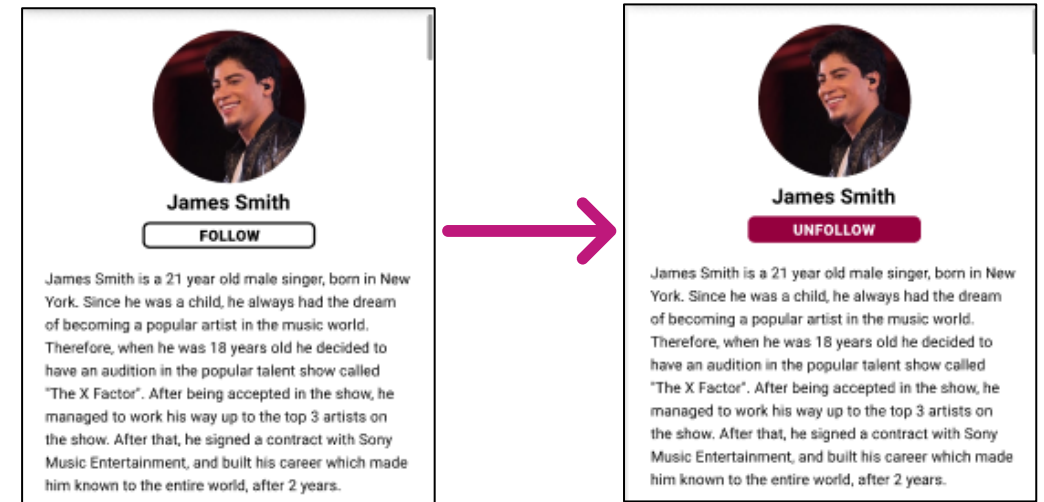 James Smith
FOLLOW
James Smith is a 21 year old male singer, born in New
York. Since he was a child, he always had the dream
of becoming a popular artist in the music world.
Therefore, when he was 18 years old he decided to
have an audition in the popular talent show called
"The X Factor". After being accepted in the show, he
managed to work his way up to the top 3 artists on
the show. After that, he signed a contract with Sony
Music Entertainment, and built his career which made
him known to the entire world, after 2 years.
James Smith
UNFOLLOW
James Smith is a 21 year old male singer, born in New
York. Since he was a child, he always had the dream
of becoming a popular artist in the music world.
Therefore, when he was 18 years old he decided to
have an audition in the popular talent show called
"The X Factor". After being accepted in the show, he
managed to work his way up to the top 3 artists on
the show. After that, he signed a contract with Sony
Music Entertainment, and built his career which made
him known to the entire world, after 2 years.